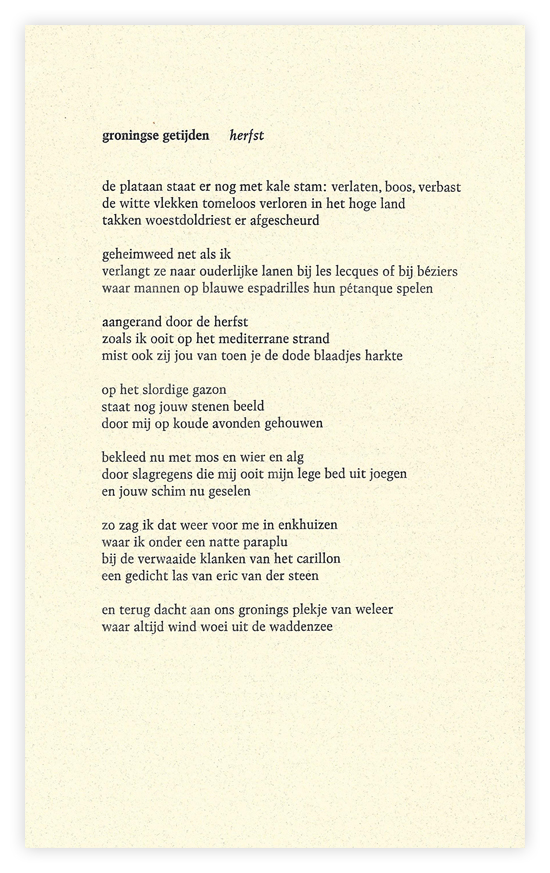 groningse getijden herfst
de plataan staat er nog met kale stam: verlaten, boos, verbast
de witte vlekken tomeloos verloren in het hoge land
takken woestdoldriest er afgescheurd
geheimweed net als ik
verlangt ze naar ouderlijke lanen bij les lecques of bij béziers
waar mannen op blauwe espadrilles hun pétanque spelen
aangerand door de herfst
zoals ik ooit op het mediterrane strand
mist ook zij jou van toen je de dode blaadjes harkte
op het slordige gazon
staat nog jouw stenen beeld
door mij op koude avonden gehouwen
bekleed nu met mos en wier en alg
door slagregens die mij ooit mijn lege bed uit joegen
en jouw schim nu geselen
zo zag ik dat weer voor me in enkhuizen
waar ik onder een natte paraplu
bij de verwaaide klanken van het carillon
een gedicht las van eric van der steen
en terug dacht aan ons gronings plekje van weleer
waar altijd wind woei uit de waddenzee